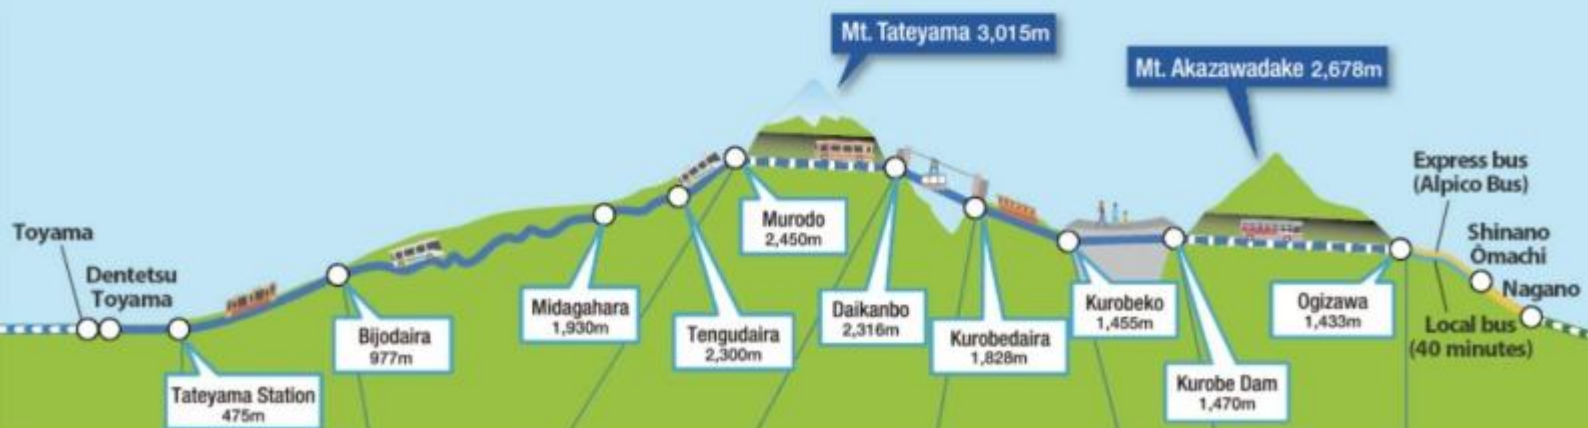 Mt. Tateyama 3,015m
Mt. Akazawadake 2,678m
Toyama
Dentetsu
Toyama
Tateyama Station
475m
Bijodaira
977m
Midagahara
1,930m
Tengudaira
2,300m
Murodo
2,450m
Daikanbo
2,316m
Kurobedaira
1,828m
Kurobeko
1,455m
Kurobe Dam
1,470m
Ogizawa
1,433m
Express bus
(Alpico Bus)
Shinano
Ōmachi
Nagano
Local bus
(40 minutes)